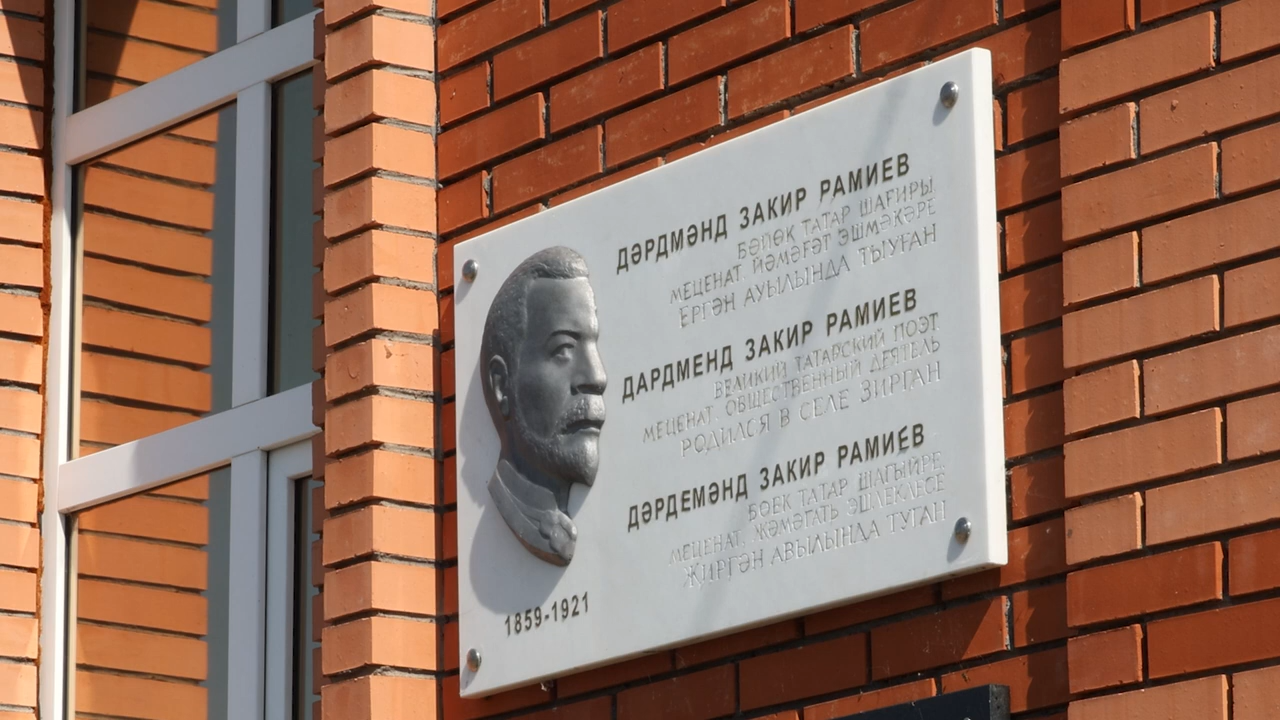 ДӘРДМӘНД ЗАКИР РАМИЕВ
БӨЙӨК ТАТАР ШАҒИРЫ
МЕЦЕНАТ, ЙӘМӘҒӘТ ЭШМӘКӘРЕ
ЕРГӘН АУЫЛЫНДА ТЫУҒАН
ДАРДМЕНД ЗАКИР РАМИЕВ
ВЕЛИКИЙ ТАТАРСКИЙ ПОЭТ,
МЕЦЕНАТ, ОБЩЕСТВЕННЫЙ ДЕЯТЕЛЬ
РОДИЛСЯ В СЕЛЕ ЗИРГАН
ДӘРДЕМӘНД ЗАКИР РАМИЕВ
БӨЕК ТАТАР ШАГЫЙРЕ,
МЕЦЕНАТ, ҖӘМӘГАТЬ ЭШЛЕКЛЕСЕ
ҖИРГӘН АВЫЛЫНДА ТУГАН
1859-1921